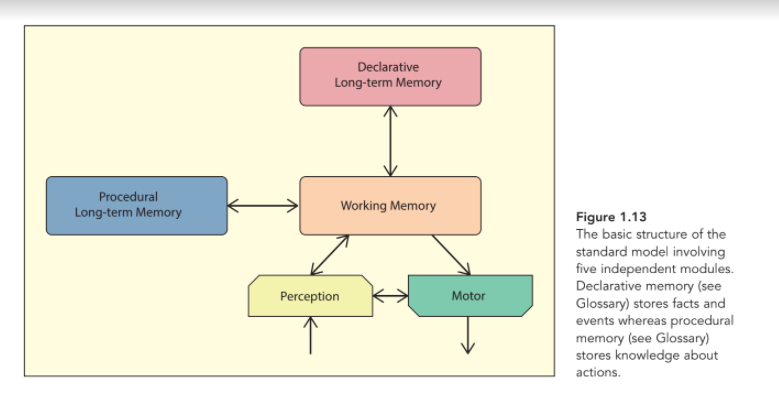 Declarative
Long-term Memory
Procedural
Long-term Memory
Working Memory
Perception
Motor
Figure 1.13
The basic structure of the
standard model involving
five independent modules.
Declarative memory (see
Glossary) stores facts and
events whereas procedural
memory (see Glossary)
stores knowledge about
actions.